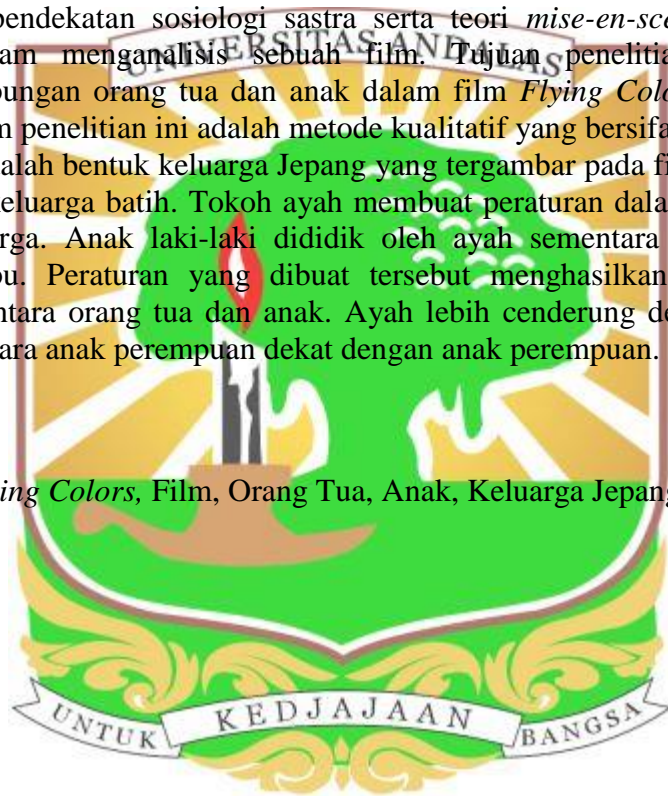 pendekatan sosiologi sastra serta teori mise-en-sce
am menganalisis sebuah film. Tujuan penelitia
UNIVERSITAS ANDALAS
bungan orang tua dan anak dalam film Flying Colo
m penelitian ini adalah metode kualitatif yang bersifa
dalah bentuk keluarga Jepang yang tergambar pada fi
keluarga batih. Tokoh ayah membuat peraturan dala
rga. Anak laki-laki dididik oleh ayah sementara
bu. Peraturan yang dibuat tersebut menghasilkan
ntara orang tua dan anak. Ayah lebih cenderung de
ara anak perempuan dekat dengan anak perempuan.
ing Colors, Film, Orang Tua, Anak, Keluarga Jepang
UNTUK KEDJAJAAN BANGSA